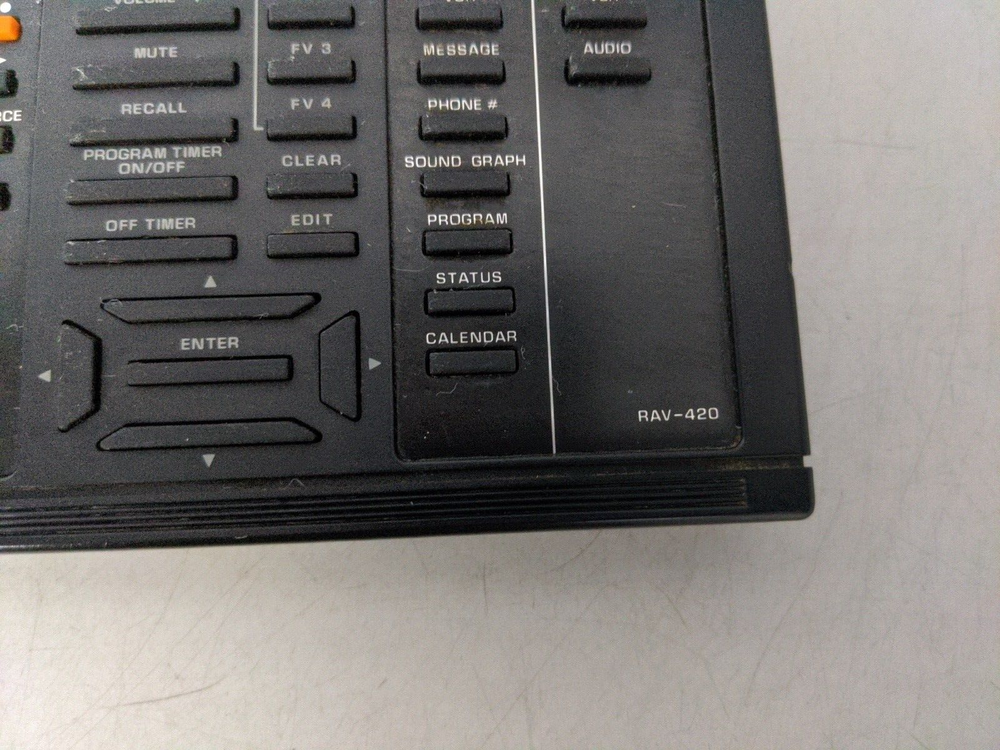 VOLUME
MUTE
RECALL
PROGRAM TIMER
ON/OFF
OFF TIMER
ENTER
FV 3
FV 4
CLEAR
EDIT
MESSAGE
PHONE #
SOUND GRAPH
PROGRAM
STATUS
CALENDAR
AUDIO
RAV-420